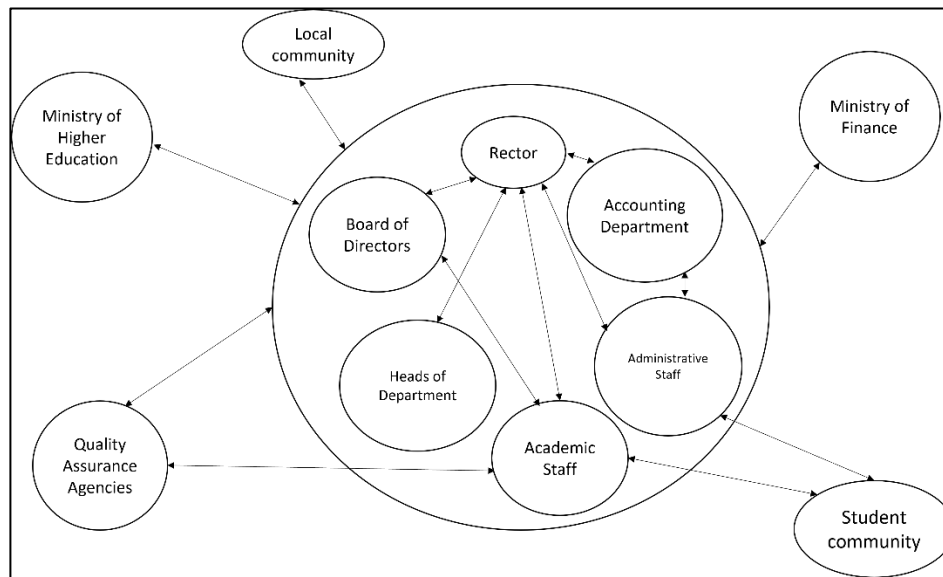 Local
community
Ministry of
Higher
Education
Ministry of
Finance
Rector
Board of
Directors
Accounting
Department
Heads of
Department
Administrative
Staff
Academic
Staff
Quality
Assurance
Agencies
Student
community